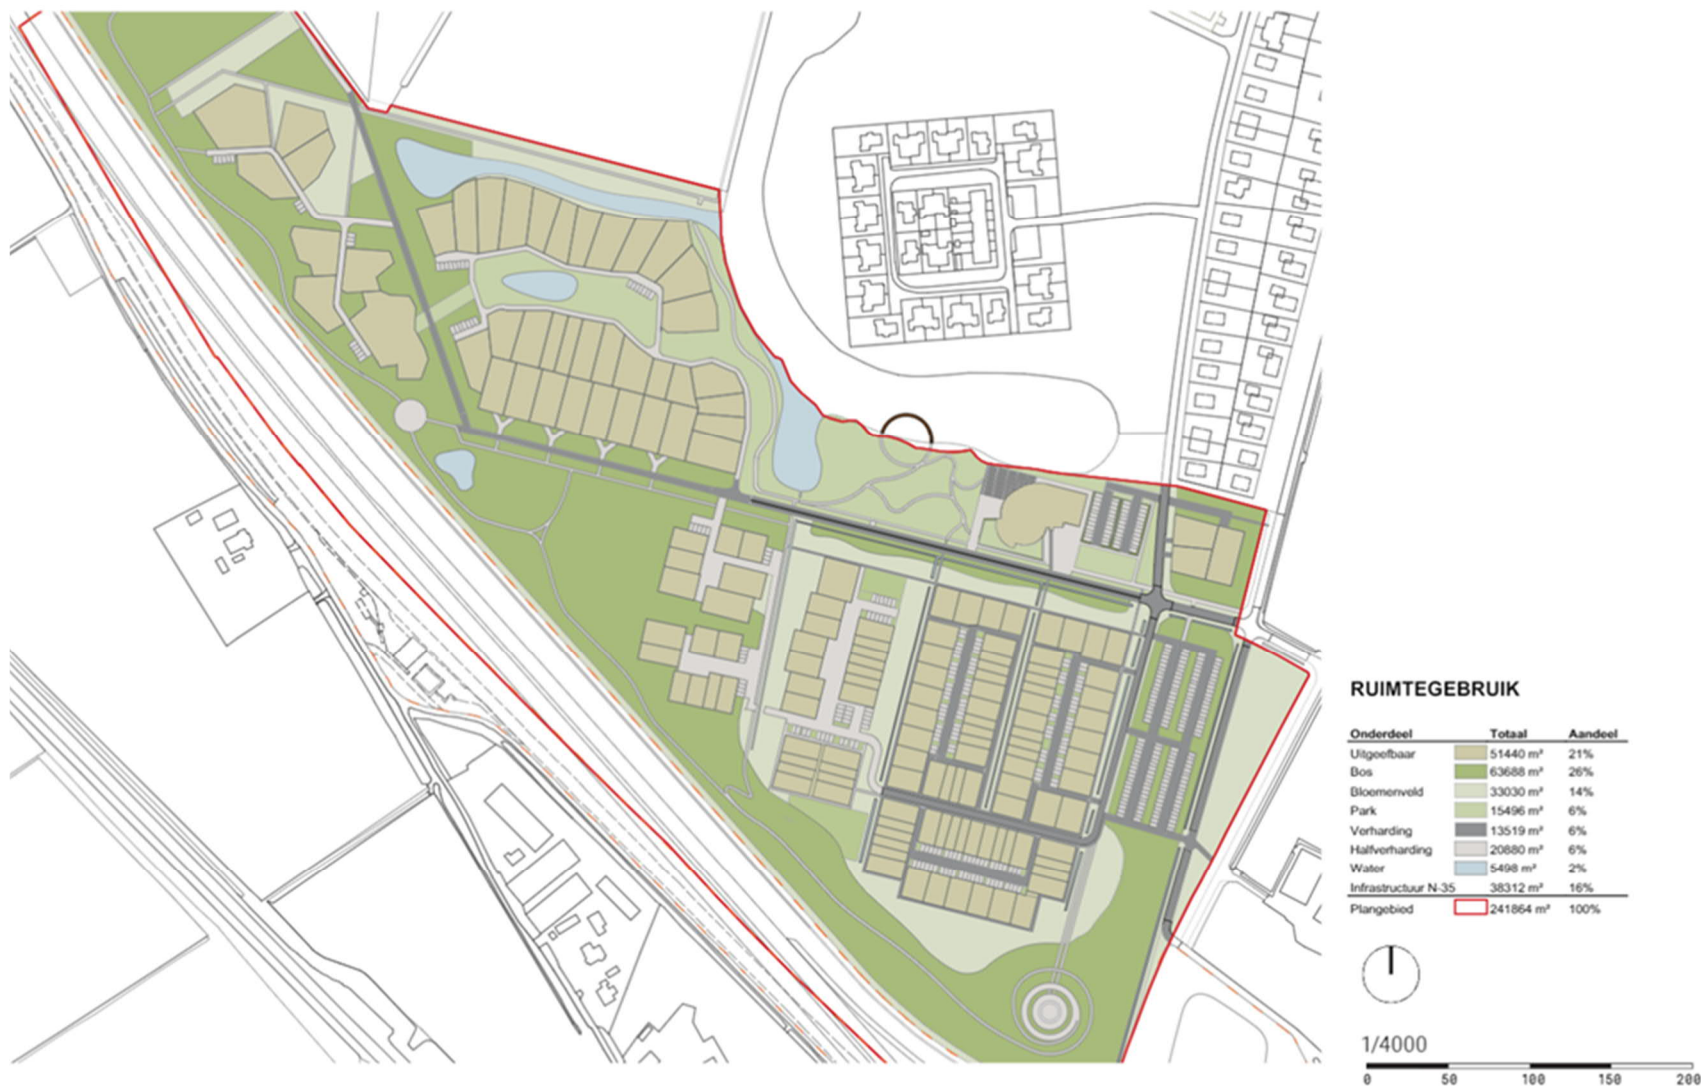 RUIMTEGEBRUIK
Onderdeel Totaal Aandeel
Uitgeefbaar 51440 m² 21%
Bos 63688 m² 26%
Bloemenveld 33030 m² 14%
Park 15496 m² 6%
Verharding 13519 m² 6%
Halfverharding 20880 m² 6%
Water 5498 m² 2%
Infrastructuur N-35 38312 m² 16%
Plangebied 241864 m² 100%
1/4000
0 50 100 150 200